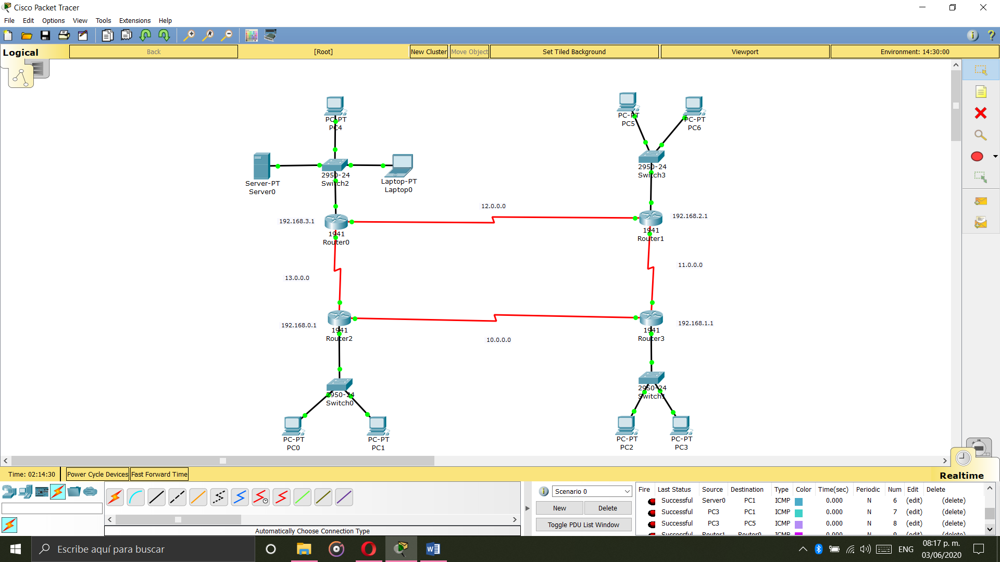 Cisco Packet Tracer
File Edit Options View Tools Extensions Help
Logical Back [Root] New Cluster Move Object Set Tiled Background Viewport Environment: 14:30:00
PC-PT
PC4
PC-PT
PC5
PC-PT
PC6
Server-PT
Server0
2950-24
Switch2
Laptop-PT
Laptop0
2950-24
Switch3
12.0.0.0
192.168.3.1
1941
Router0
192.168.2.1
1941
Router1
13.0.0.0
11.0.0.0
192.168.0.1
1941
Router2
10.0.0.0
192.168.1.1
1941
Router3
2950-24
Switch0
2950-24
Switch1
PC-PT
PC0
PC-PT
PC1
PC-PT
PC2
PC-PT
PC3
Time: 02:14:30 Power Cycle Devices Fast Forward Time
Realtime
Automatically Choose Connection Type
Scenario 0
New Delete
Toggle PDU List Window
Fire Last Status Source Destination Type Color Time(sec) Periodic Num Edit Delete
Successful Server0 PC1 ICMP 0.000 N 6 (edit) (delete)
Successful PC3 PC1 ICMP 0.000 N 7 (edit) (delete)
Successful PC3 PC5 ICMP 0.000 N 8 (edit) (delete)
Successful Router1 Router0 ICMP 0.000 N 9 (edit) (delete)
Escribe aquí para buscar
ENG
08:17 p. m.
03/06/2020